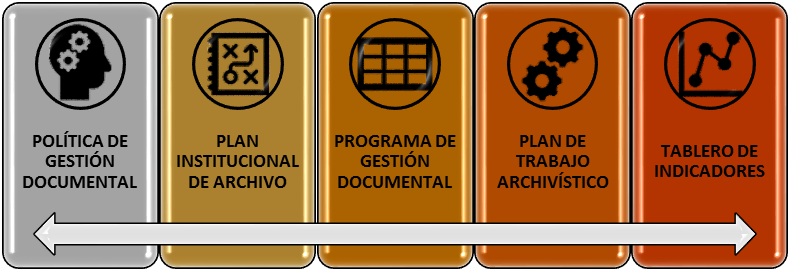 POLÍTICA DE
GESTIÓN
DOCUMENTAL
PLAN
INSTITUCIONAL
DE ARCHIVO
PROGRAMA DE
GESTIÓN
DOCUMENTAL
PLAN DE
TRABAJO
ARCHIVÍSTICO
TABLERO DE
INDICADORES